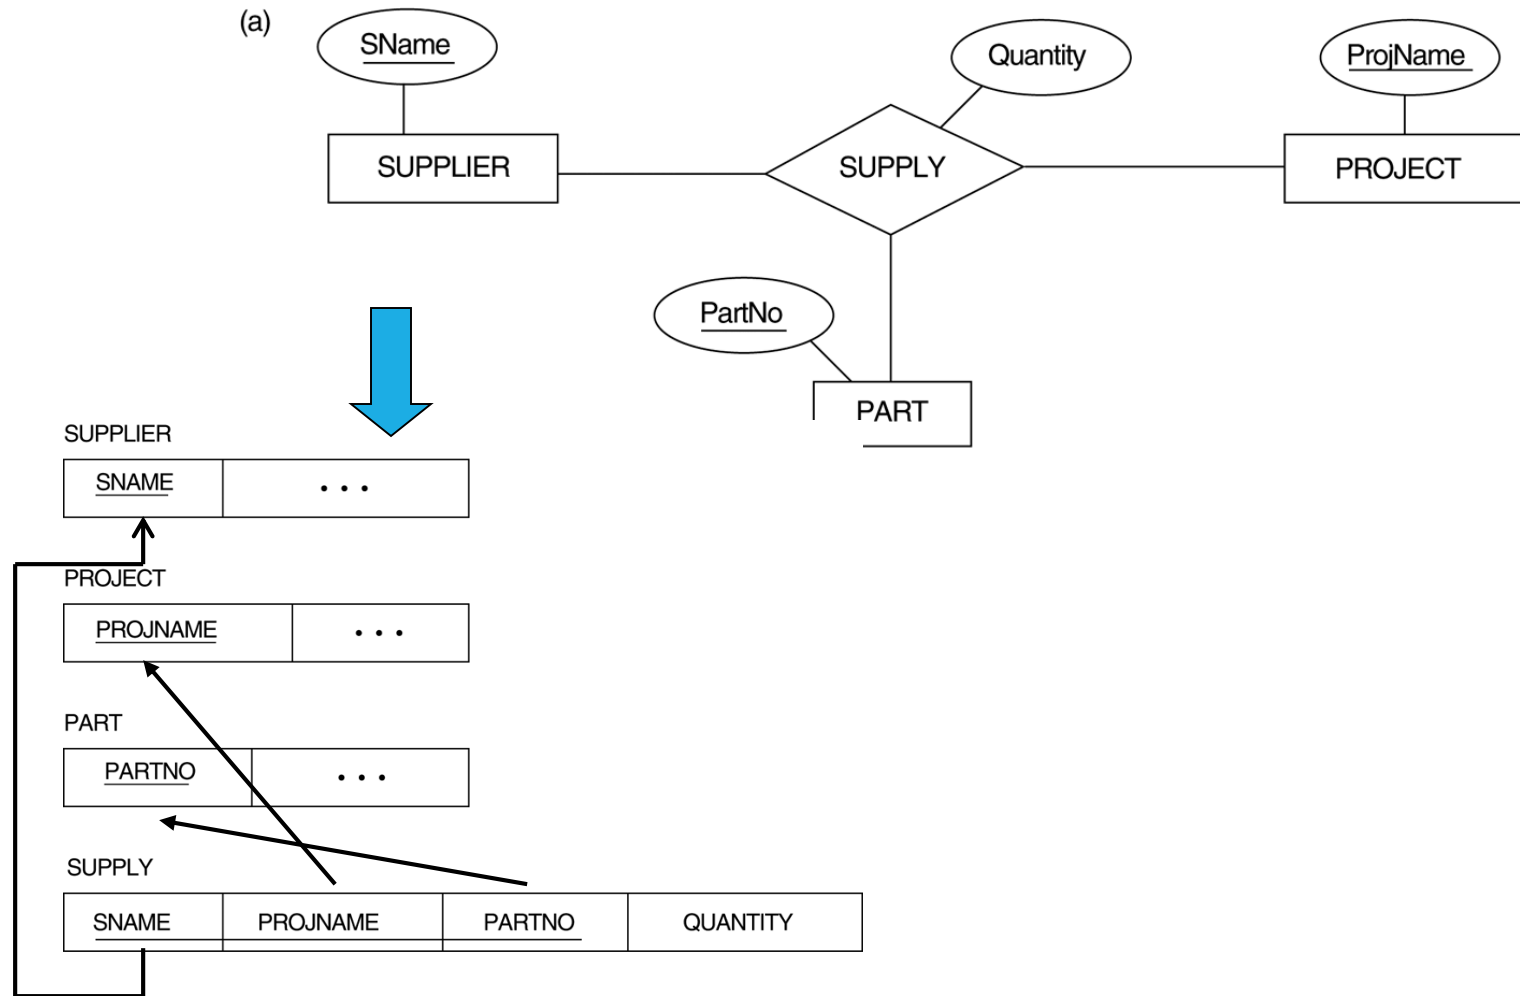 (a)
SName
Quantity
ProjName
SUPPLIER
SUPPLY
PROJECT
PartNo
PART
SUPPLIER
SNAME
• • •
PROJECT
PROJNAME
• • •
PART
PARTNO
• • •
SUPPLY
SNAME PROJNAME PARTNO QUANTITY